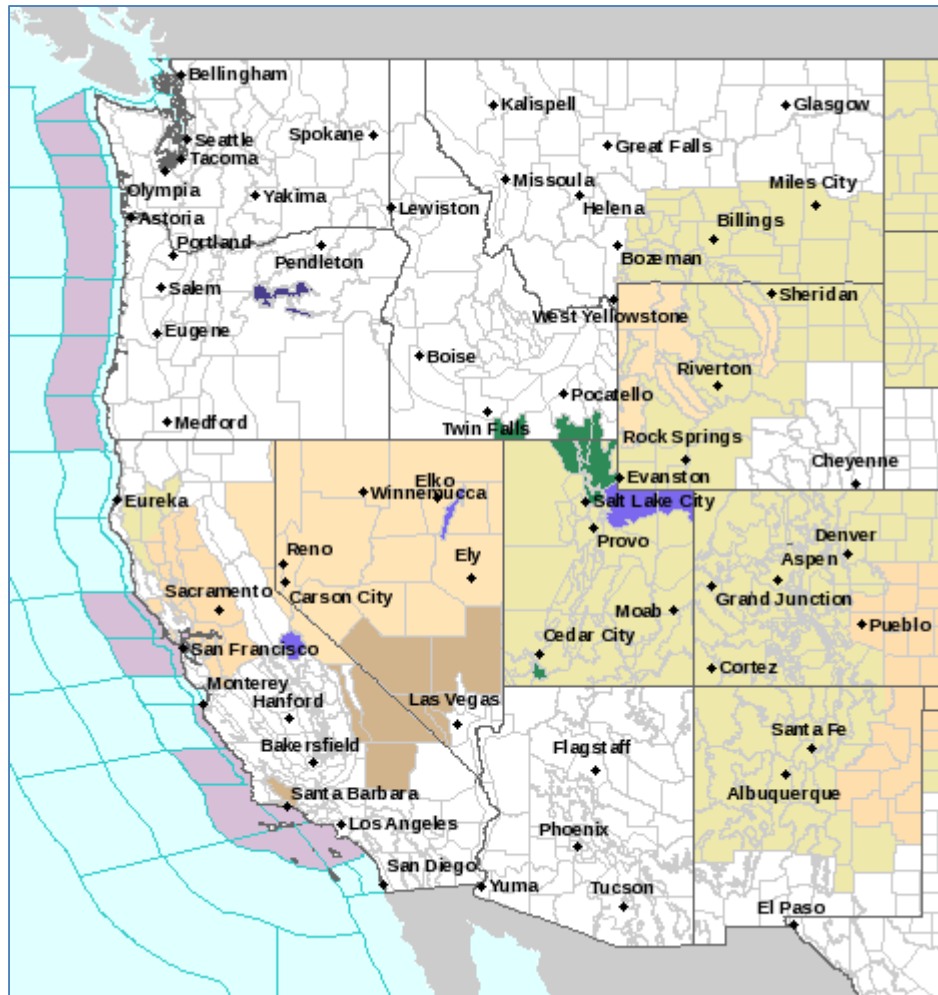 Bellingham
Kalispell
Glasgow
Seattle
Spokane
Great Falls
Tacoma
Missoula
Miles City
Olympia
Yakima
Lewiston
Helena
Astoria
Billings
Portland
Bozeman
Pendleton
Salem
Sheridan
West Yellowstone
Eugene
Boise
Riverton
Pocatello
Medford
Twin Falls
Rock Springs
Cheyenne
Evanston
Elko
Winnemucca
Eureka
Salt Lake City
Provo
Denver
Reno
Ely
Aspen
Carson City
Grand Junction
Sacramento
Moab
Pueblo
San Francisco
Cedar City
Cortez
Monterey
Hanford
Las Vegas
Santa Fe
Bakersfield
Flagstaff
Albuquerque
Santa Barbara
Los Angeles
Phoenix
San Diego
Yuma
Tucson
El Paso